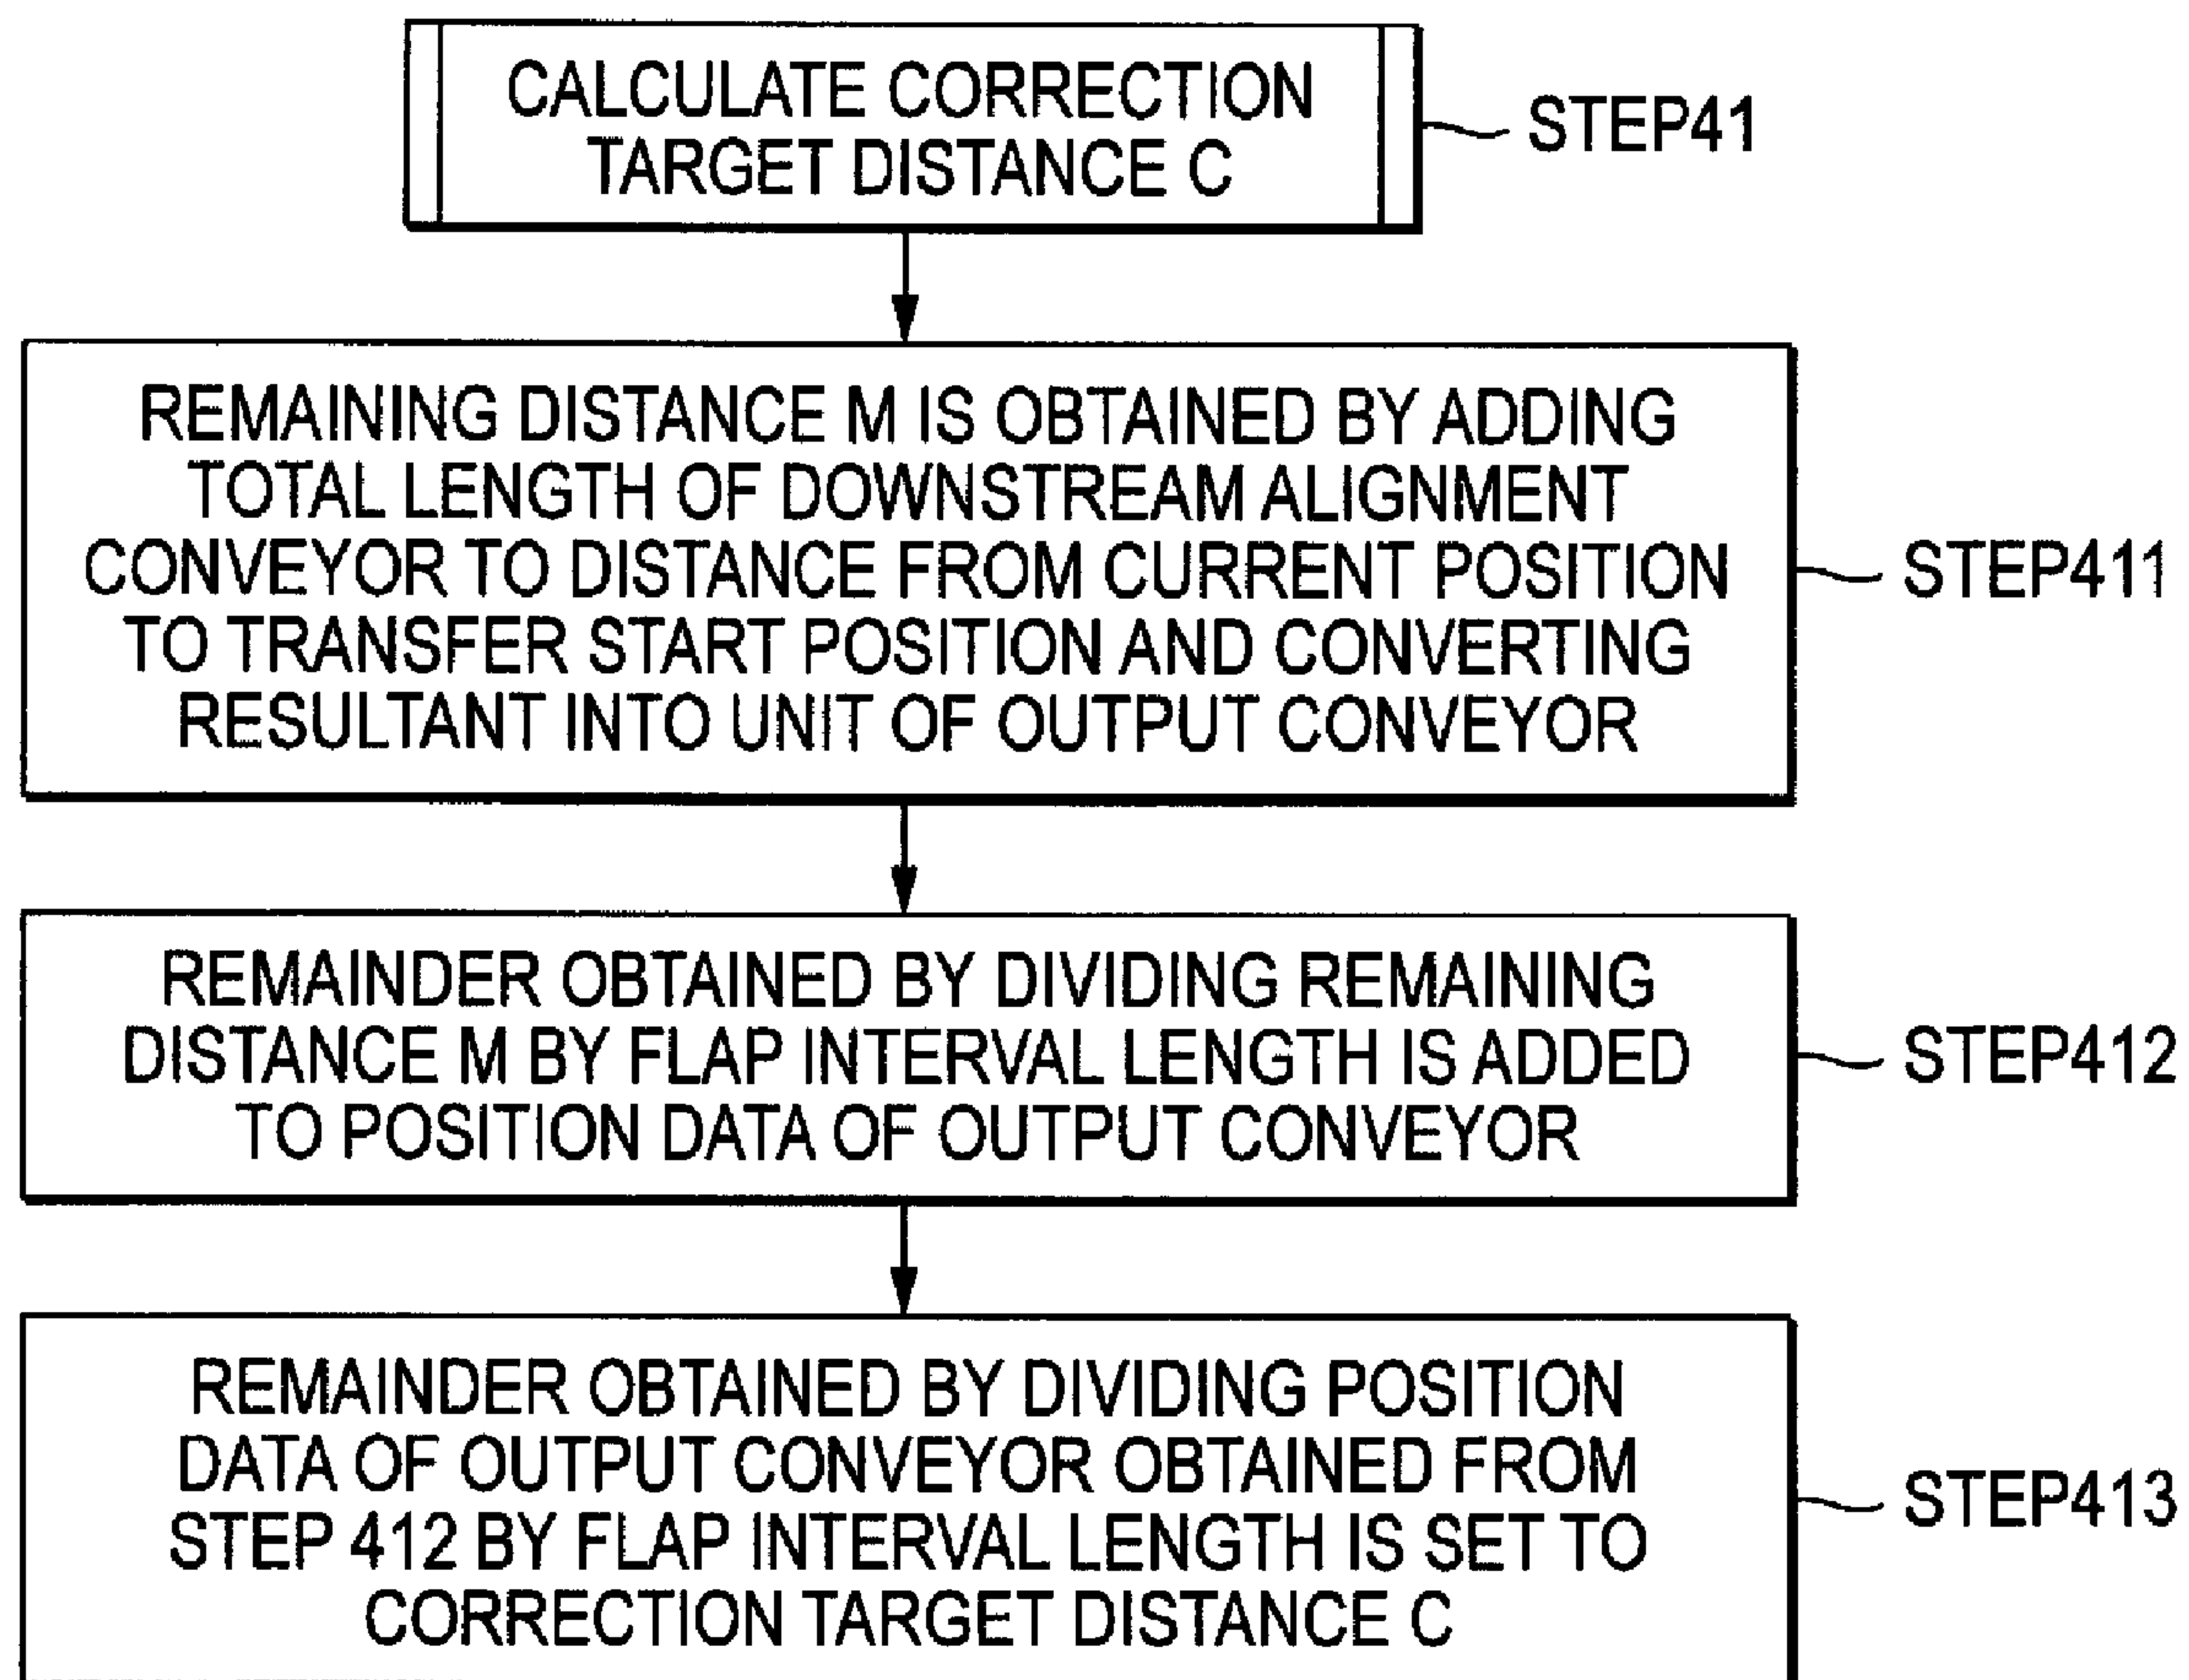 CALCULATE CORRECTION
TARGET DISTANCE C
STEP41
REMAINING DISTANCE M IS OBTAINED BY ADDING
TOTAL LENGTH OF DOWNSTREAM ALIGNMENT
CONVEYOR TO DISTANCE FROM CURRENT POSITION
TO TRANSFER START POSITION AND CONVERTING
RESULTANT INTO UNIT OF OUTPUT CONVEYOR
STEP411
REMAINDER OBTAINED BY DIVIDING REMAINING
DISTANCE M BY FLAP INTERVAL LENGTH IS ADDED
TO POSITION DATA OF OUTPUT CONVEYOR
STEP412
REMAINDER OBTAINED BY DIVIDING POSITION
DATA OF OUTPUT CONVEYOR OBTAINED FROM
STEP 412 BY FLAP INTERVAL LENGTH IS SET TO
CORRECTION TARGET DISTANCE C
STEP413